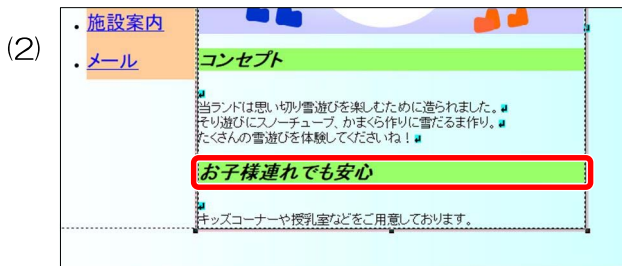 (2)
・施設案内
・メール
コンセプト
当ランドは思い切り雪遊びを楽しむために造られました。
そり遊びにスノーチューブ、かまくら作りに雪だるま作り。
たくさんの雪遊びを体験してくださいね！
お子様連れでも安心
キッズコーナーや授乳室などをご用意しております。